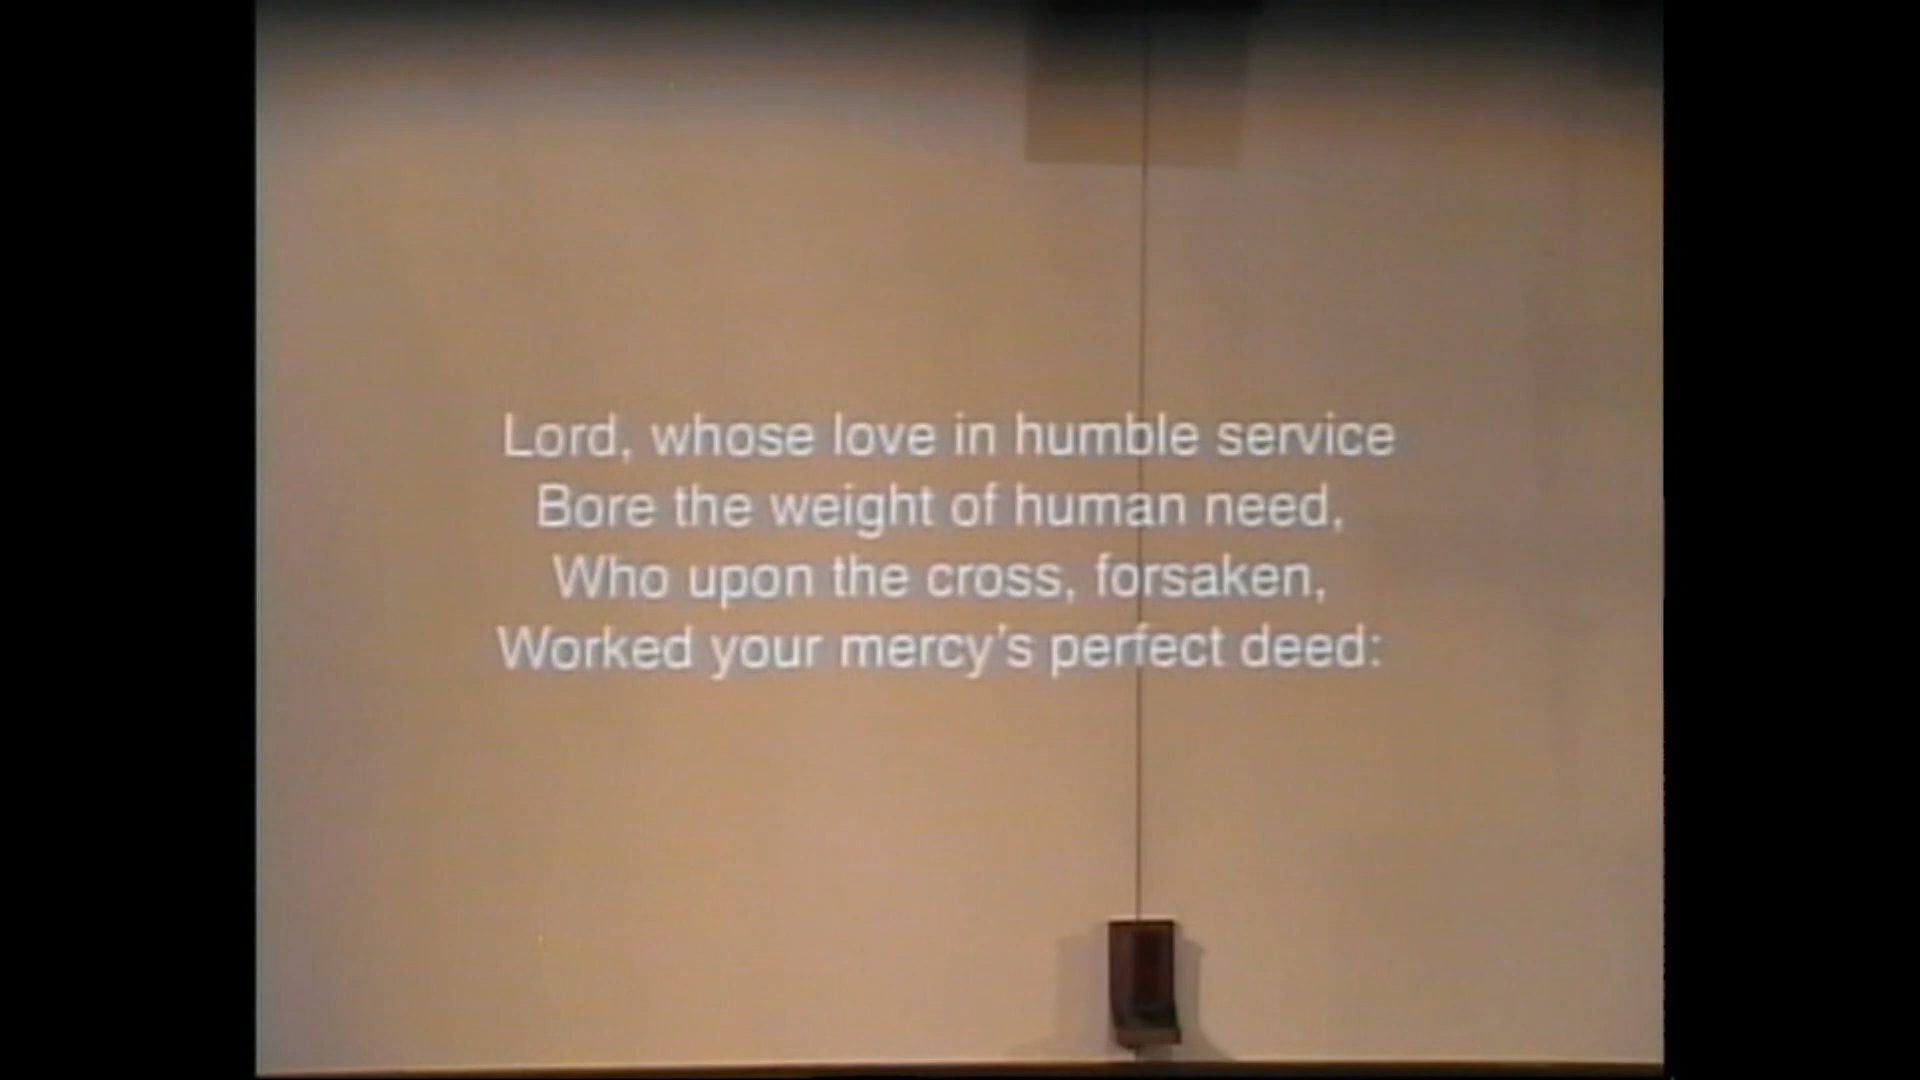 Lord, whose love in humble service
Bore the weight of human need,
Who upon the cross, forsaken,
Worked your mercy’s perfect deed: